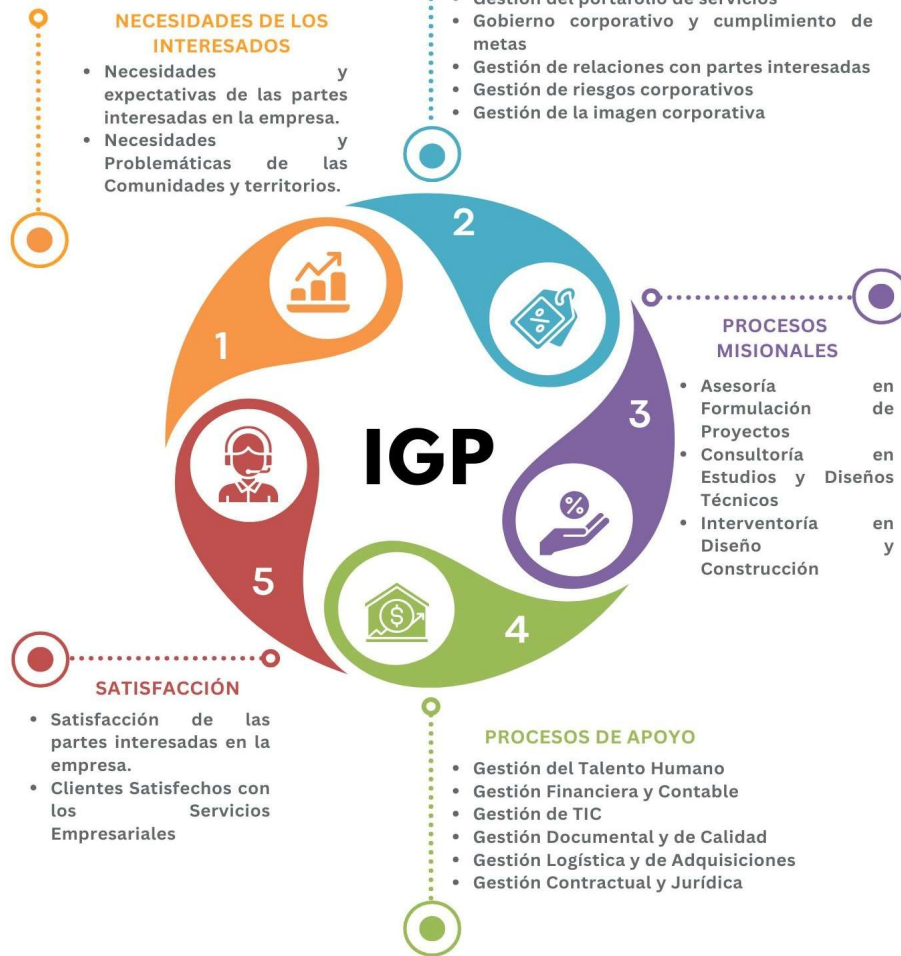 NECESIDADES DE LOS
INTERESADOS
• Necesidades y
expectativas de las partes
interesadas en la empresa.
• Necesidades y
Problemáticas de las
Comunidades y territorios.
• Gestión del portafolio de servicios
• Gobierno corporativo y cumplimiento de
metas
• Gestión de relaciones con partes interesadas
• Gestión de riesgos corporativos
• Gestión de la imagen corporativa
1
2
3
4
5
IGP
PROCESOS
MISIONALES
• Asesoría en
Formulación de
Proyectos
• Consultoría en
Estudios y Diseños
Técnicos
• Interventoría en
Diseño y
Construcción
PROCESOS DE APOYO
• Gestión del Talento Humano
• Gestión Financiera y Contable
• Gestión de TIC
• Gestión Documental y de Calidad
• Gestión Logística y de Adquisiciones
• Gestión Contractual y Jurídica
SATISFACCIÓN
• Satisfacción de las
partes interesadas en la
empresa.
• Clientes Satisfechos con
los Servicios
Empresariales